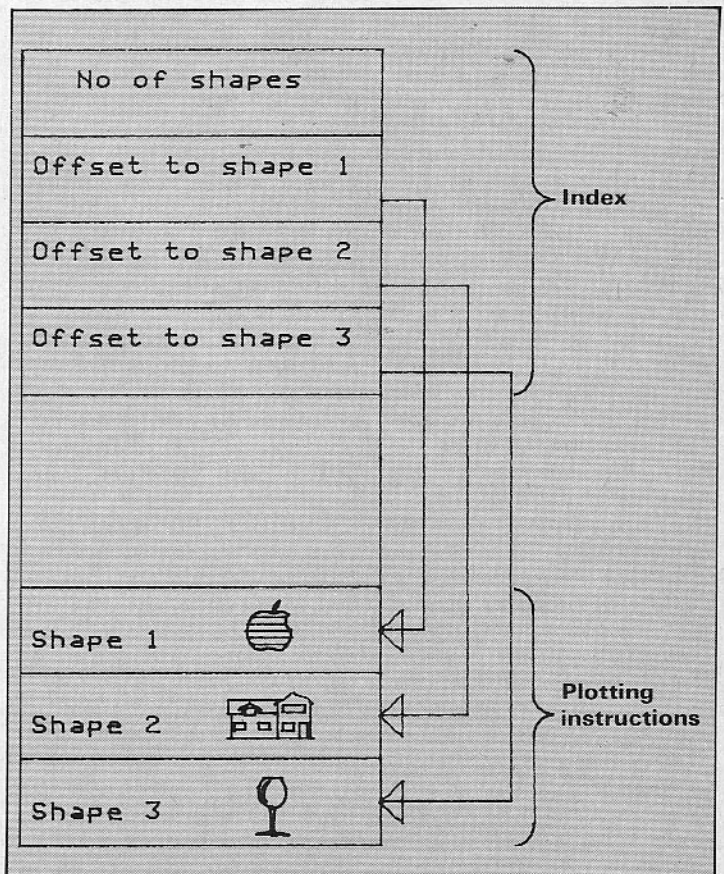 No of shapes
Offset to shape 1
Offset to shape 2
Offset to shape 3
Index
Shape 1
Shape 2
Shape 3
Plotting
instructions